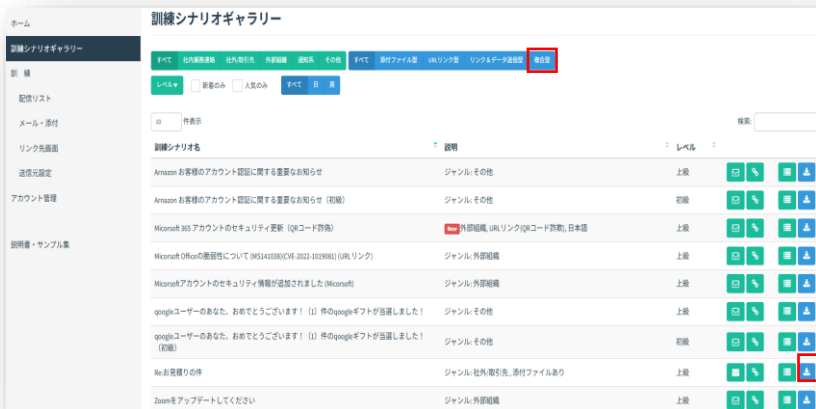 ホーム
訓練シナリオギャラリー
訓 練
配信リスト
メール・添付
リンク先画面
送信元設定
アカウント管理
説明書・サンプル集
訓練シナリオギャラリー
すべて 社内業務連絡 社外/取引先 外部組織 通知系 その他 すべて 添付ファイル型 URLリンク型 リンク&データ送信型 複合型
レベル▼ 新着のみ 人気のみ すべて 日 英
10 件表示 検索:
訓練シナリオ名 説明 レベル
Amazon お客様のアカウント認証に関する重要なお知らせ ジャンル:その他 上級
Amazon お客様のアカウント認証に関する重要なお知らせ（初級） ジャンル:その他 初級
Micorsoft 365 アカウントのセキュリティ更新（QRコード詐偽） New 外部組織, URLリンク(QRコード詐欺), 日本語 上級
Micorsoft Officeの脆弱性について (MS141038)(CVE-2022-1019081) (URLリンク) ジャンル:外部組織 上級
Micorsoftアカウントのセキュリティ情報が追加されました (Micorsoft) ジャンル:外部組織 上級
qoogleユーザーのあなた、おめでとうございます！（1）件のqoogleギフトが当選しました！ ジャンル:その他 上級
qoogleユーザーのあなた、おめでとうございます！（1）件のqoogleギフトが当選しました！ ジャンル:その他 初級
（初級）
Re:お見積りの件 ジャンル:社外/取引先 , 添付ファイルあり 上級
Zoomをアップデートしてください ジャンル:外部組織 上級